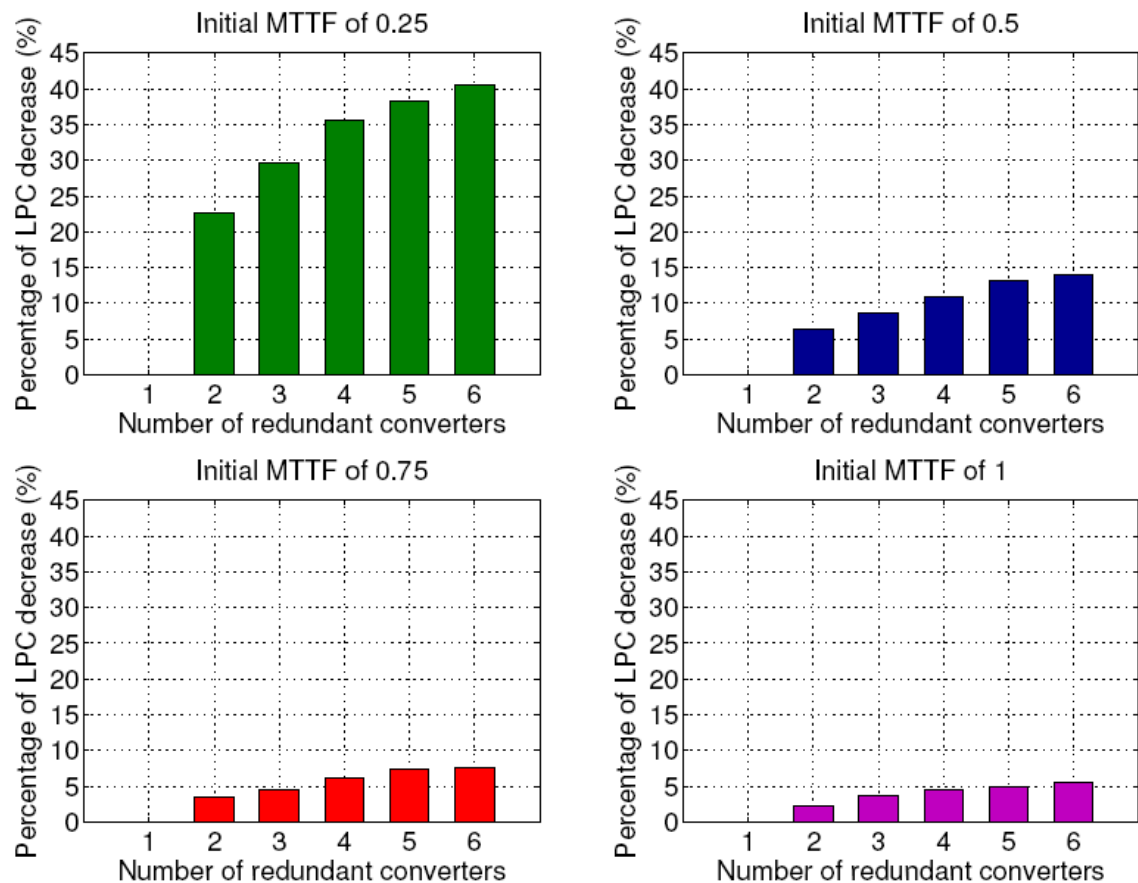 Initial MTTF of 0.25
Percentage of LPC decrease (%)
45
40
35
30
25
20
15
10
5
0
1 2 3 4 5 6
Number of redundant converters
Initial MTTF of 0.5
Percentage of LPC decrease (%)
45
40
35
30
25
20
15
10
5
0
1 2 3 4 5 6
Number of redundant converters
Initial MTTF of 0.75
Percentage of LPC decrease (%)
45
40
35
30
25
20
15
10
5
0
1 2 3 4 5 6
Number of redundant converters
Initial MTTF of 1
Percentage of LPC decrease (%)
45
40
35
30
25
20
15
10
5
0
1 2 3 4 5 6
Number of redundant converters